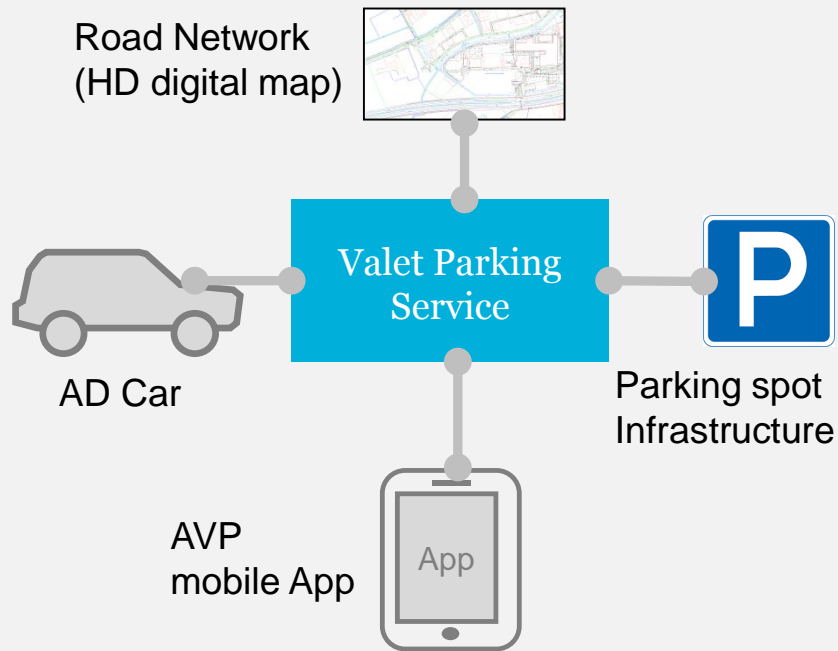 Road Network
(HD digital map)
Valet Parking
Service
P
AD Car
Parking spot
Infrastructure
AVP
mobile App
App